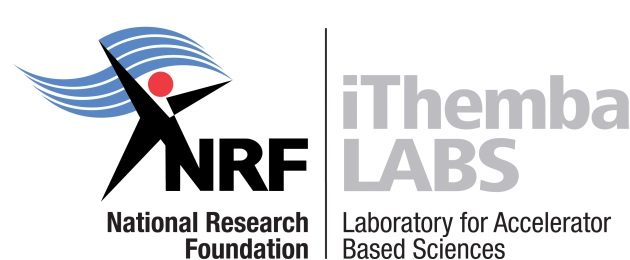 NRF
National Research
Foundation
iThemba
LABS
Laboratory for Accelerator
Based Sciences